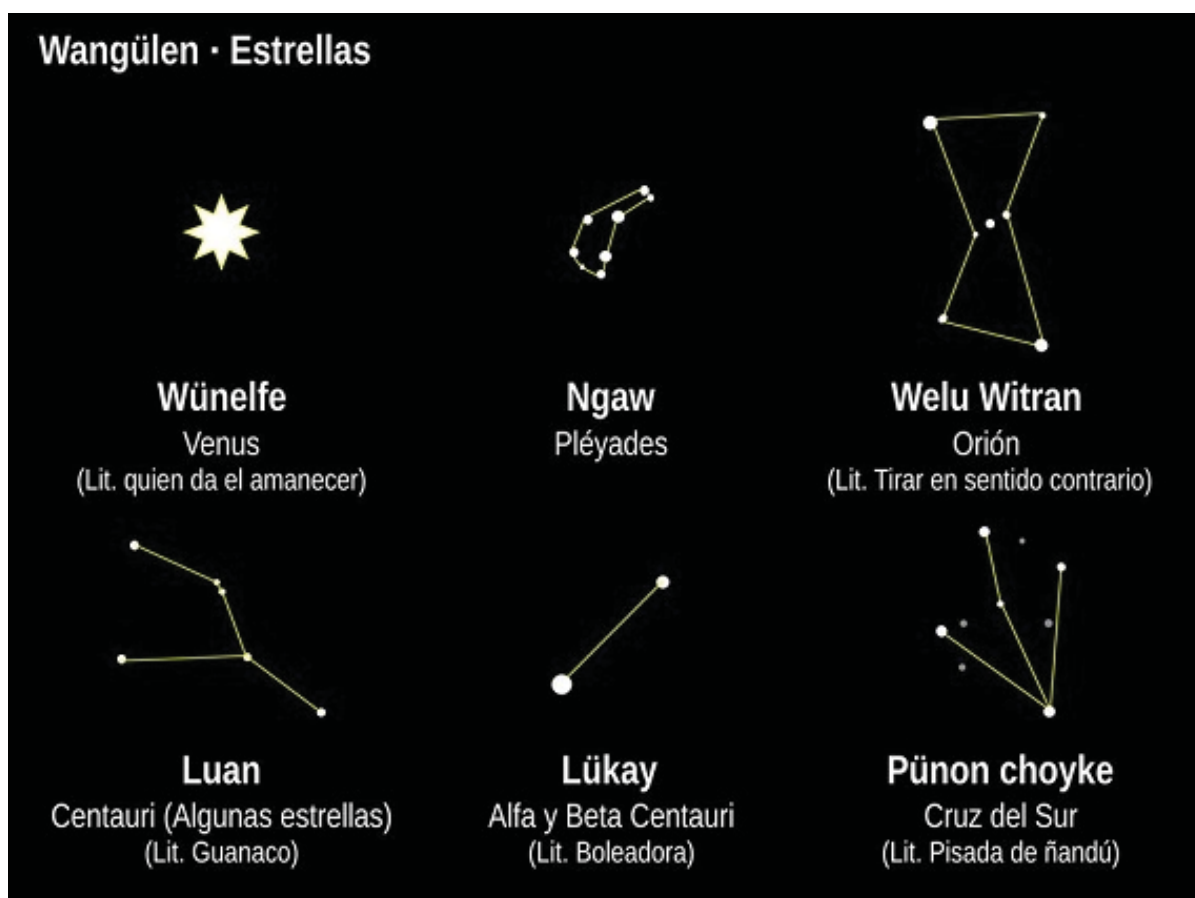 Wangülen · Estrellas
Wünelfe
Venus
(Lit. quien da el amanecer)
Ngaw
Pléyades
Welu Witran
Orión
(Lit. Tirar en sentido contrario)
Luan
Centauri (Algunas estrellas)
(Lit. Guanaco)
Lükay
Alfa y Beta Centauri
(Lit. Boleadora)
Pünon choyke
Cruz del Sur
(Lit. Pisada de ñandú)